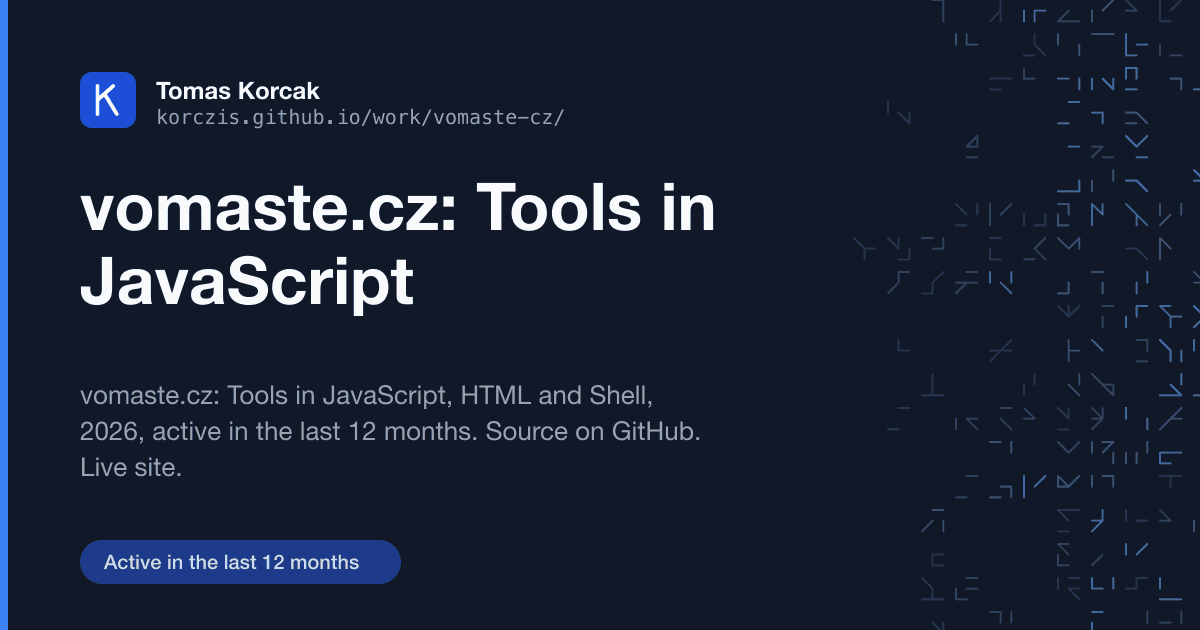 K
Tomas Korcak
korczis.github.io/work/vomaste-cz/
vomaste.cz: Tools in
JavaScript
vomaste.cz: Tools in JavaScript, HTML and Shell,
2026, active in the last 12 months. Source on GitHub.
Live site.
Active in the last 12 months